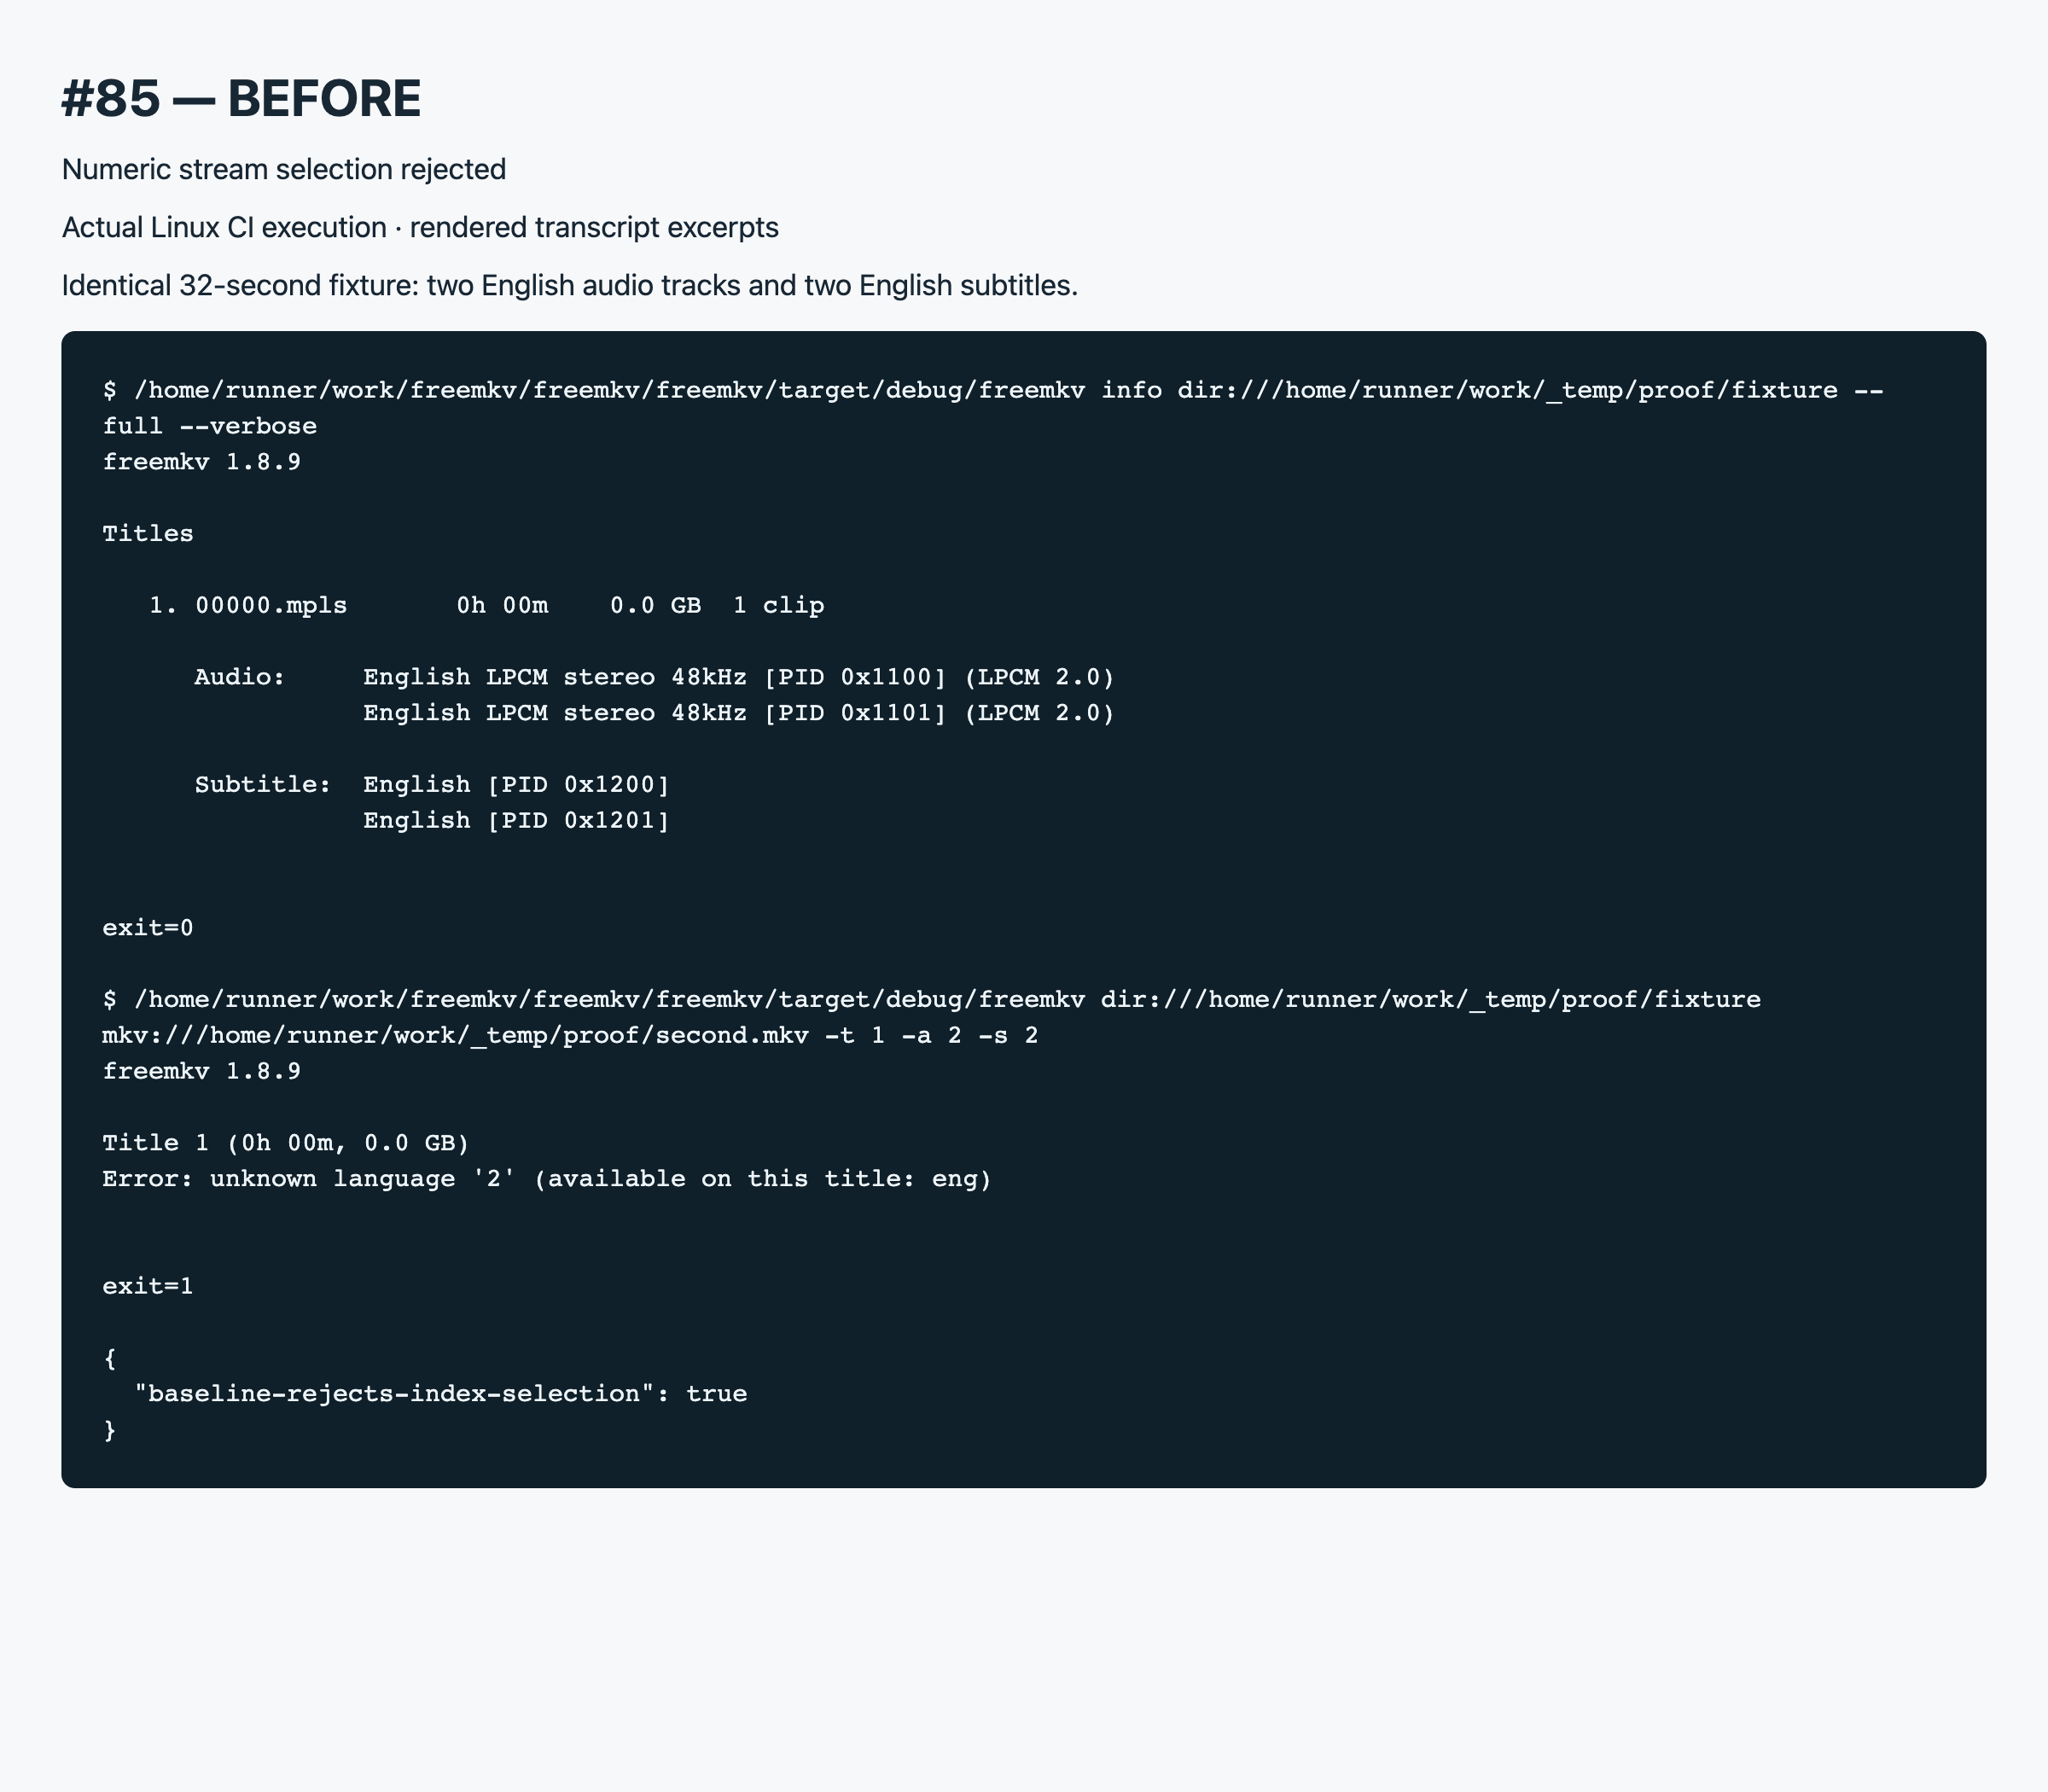 #85 — BEFORE
Numeric stream selection rejected
Actual Linux CI execution · rendered transcript excerpts
Identical 32-second fixture: two English audio tracks and two English subtitles.
$ /home/runner/work/freemkv/freemkv/freemkv/target/debug/freemkv info dir:///home/runner/work/_temp/proof/fixture --
full --verbose
freemkv 1.8.9
Titles
1. 00000.mpls 0h 00m 0.0 GB 1 clip
Audio: English LPCM stereo 48kHz [PID 0x1100] (LPCM 2.0)
English LPCM stereo 48kHz [PID 0x1101] (LPCM 2.0)
Subtitle: English [PID 0x1200]
English [PID 0x1201]
exit=0
$ /home/runner/work/freemkv/freemkv/freemkv/target/debug/freemkv dir:///home/runner/work/_temp/proof/fixture
mkv:///home/runner/work/_temp/proof/second.mkv -t 1 -a 2 -s 2
freemkv 1.8.9
Title 1 (0h 00m, 0.0 GB)
Error: unknown language '2' (available on this title: eng)
exit=1
{
"baseline-rejects-index-selection": true
}